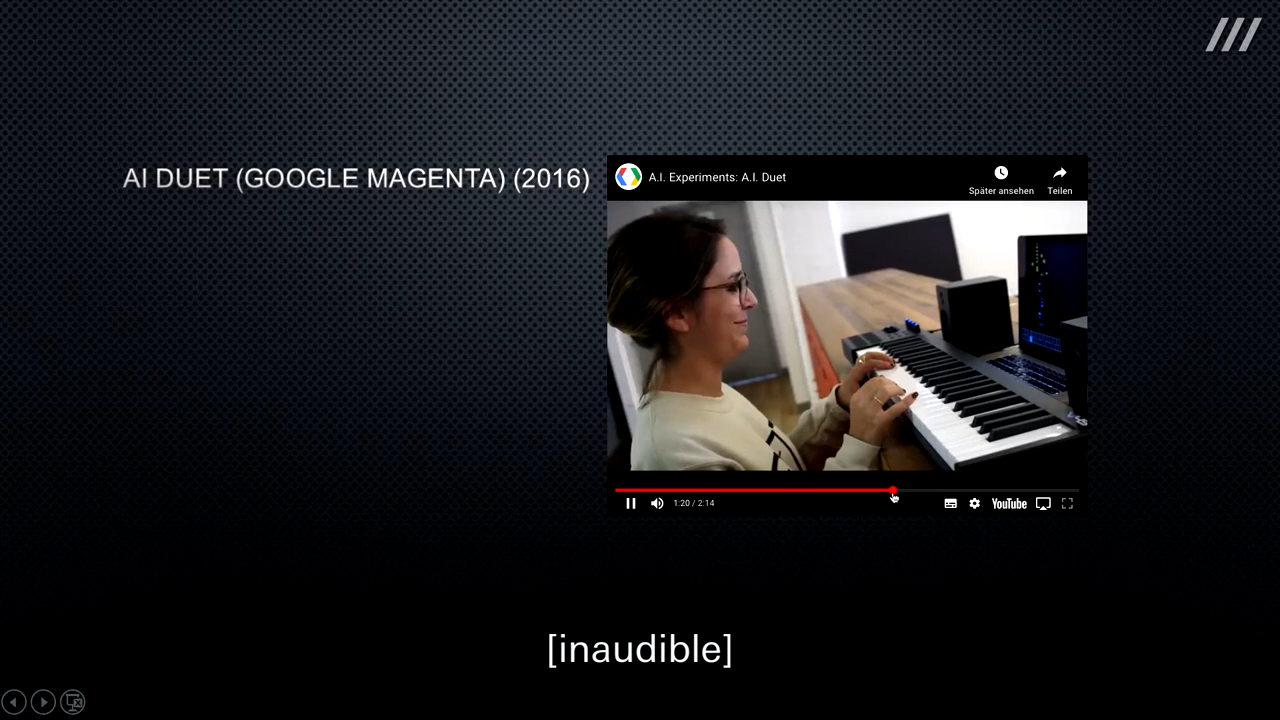 AI DUET (GOOGLE MAGENTA) (2016)
A.I. Experiments: A.I. Duet
Später ansehen
Teilen
1:20 / 2:14
YouTube
[inaudible]